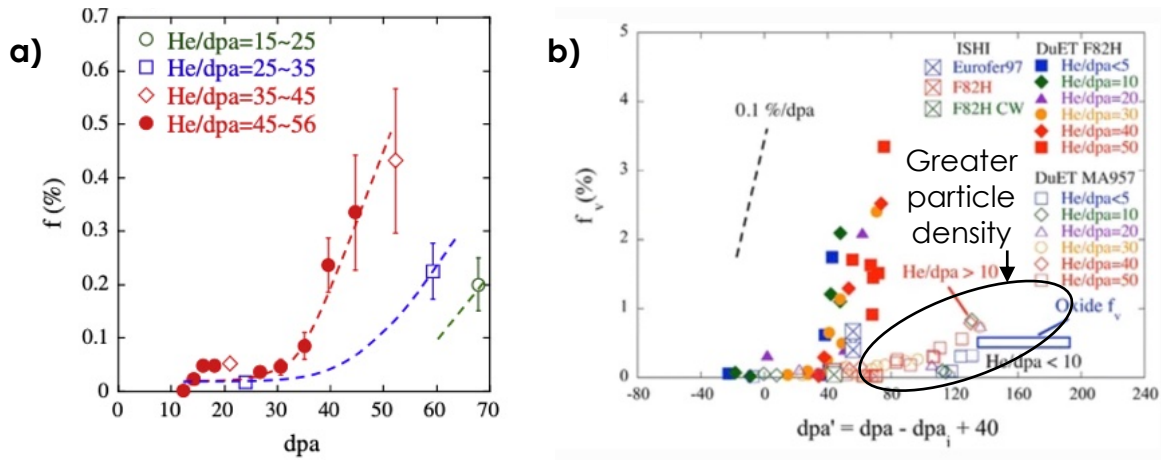 a)
0.7
0.6
0.5
0.4
0.3
0.2
0.1
0
f (%)
He/dpa=15~25
He/dpa=25~35
He/dpa=35~45
He/dpa=45~56
0 10 20 30 40 50 60 70
dpa
b)
5
4
3
2
1
0
f_v(%)
0.1 %/dpa
ISHI
Eurofer97
F82H
F82H CW
DuET F82H
He/dpa<5
He/dpa=10
He/dpa=20
He/dpa=30
He/dpa=40
He/dpa=50
DuET MA957
He/dpa<5
He/dpa=10
He/dpa=20
He/dpa=30
He/dpa=40
He/dpa=50
Greater
particle
density
He/dpa > 10
Oxide f_v
He/dpa < 10
-80 -40 0 40 80 120 160 200 240
dpa' = dpa - dpa_i + 40